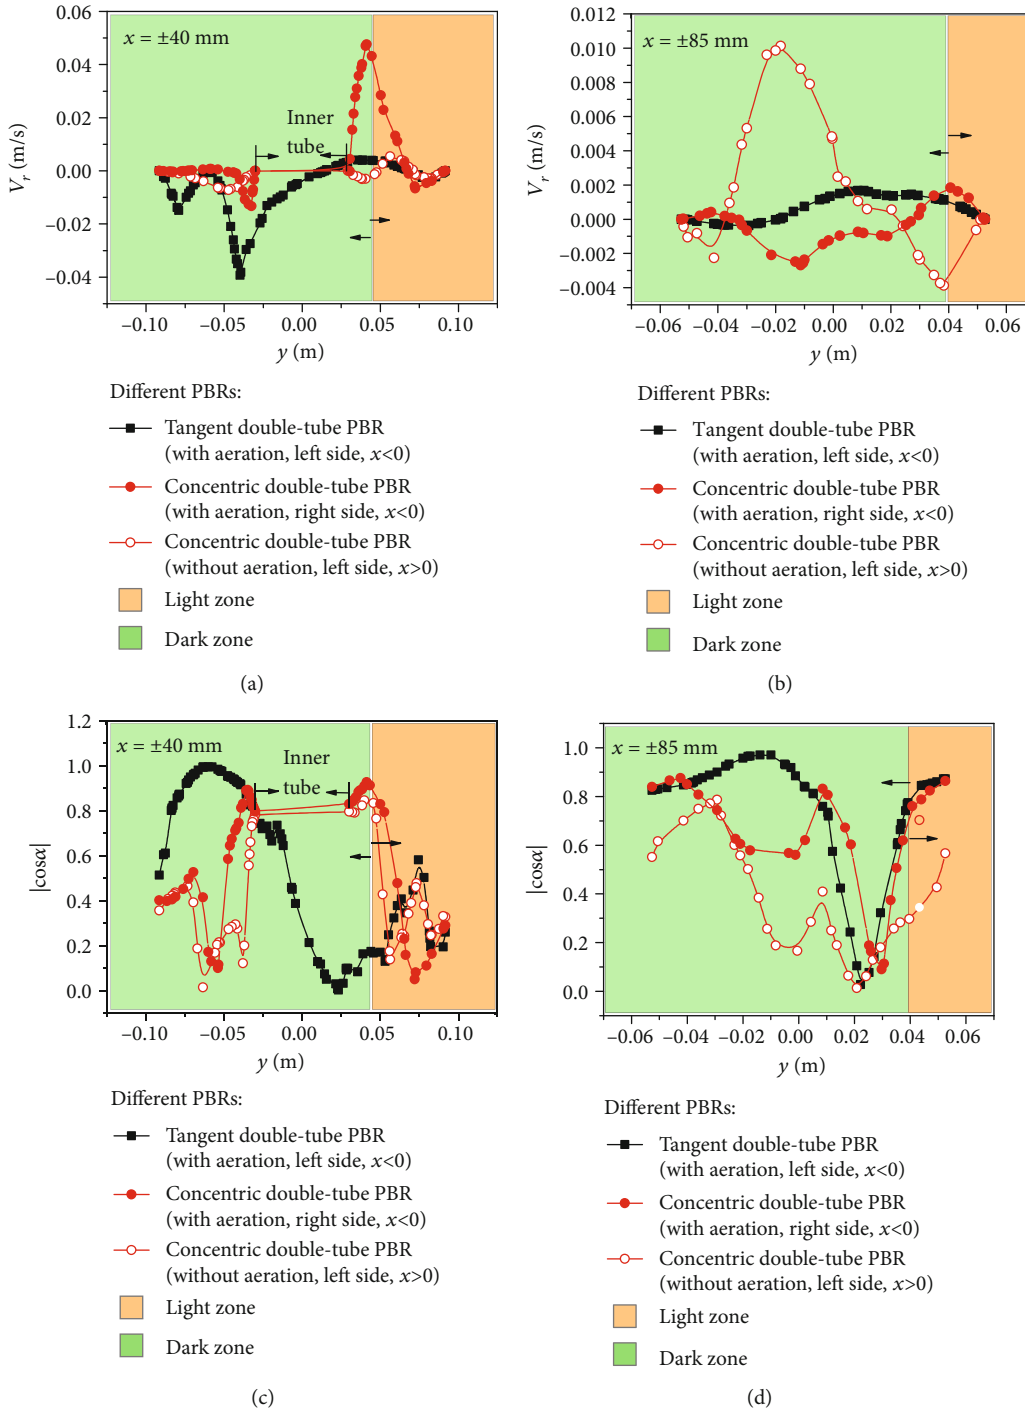 0.06
0.04
0.02
0.00
−0.02
−0.04
V_r (m/s)
x = ±40 mm
Inner
tube
−0.10 −0.05 0.00 0.05 0.10
y (m)
Different PBRs:
Tangent double-tube PBR
(with aeration, left side, x<0)
Concentric double-tube PBR
(with aeration, right side, x<0)
Concentric double-tube PBR
(without aeration, left side, x>0)
Light zone
Dark zone
(a)
0.012
0.010
0.008
0.006
0.004
0.002
0.000
−0.002
−0.004
V_r (m/s)
x = ±85 mm
−0.06 −0.04 −0.02 0.00 0.02 0.04 0.06
y (m)
Different PBRs:
Tangent double-tube PBR
(with aeration, left side, x<0)
Concentric double-tube PBR
(with aeration, right side, x<0)
Concentric double-tube PBR
(without aeration, left side, x>0)
Light zone
Dark zone
(b)
1.2
1.0
0.8
0.6
0.4
0.2
0.0
|cosα|
x = ±40 mm
Inner
tube
−0.10 −0.05 0.00 0.05 0.10
y (m)
Different PBRs:
Tangent double-tube PBR
(with aeration, left side, x<0)
Concentric double-tube PBR
(with aeration, right side, x<0)
Concentric double-tube PBR
(without aeration, left side, x>0)
Light zone
Dark zone
(c)
1.0
0.8
0.6
0.4
0.2
0.0
|cosα|
x = ±85 mm
−0.06 −0.04 −0.02 0.00 0.02 0.04 0.06
y (m)
Different PBRs:
Tangent double-tube PBR
(with aeration, left side, x<0)
Concentric double-tube PBR
(with aeration, right side, x<0)
Concentric double-tube PBR
(without aeration, left side, x>0)
Light zone
Dark zone
(d)